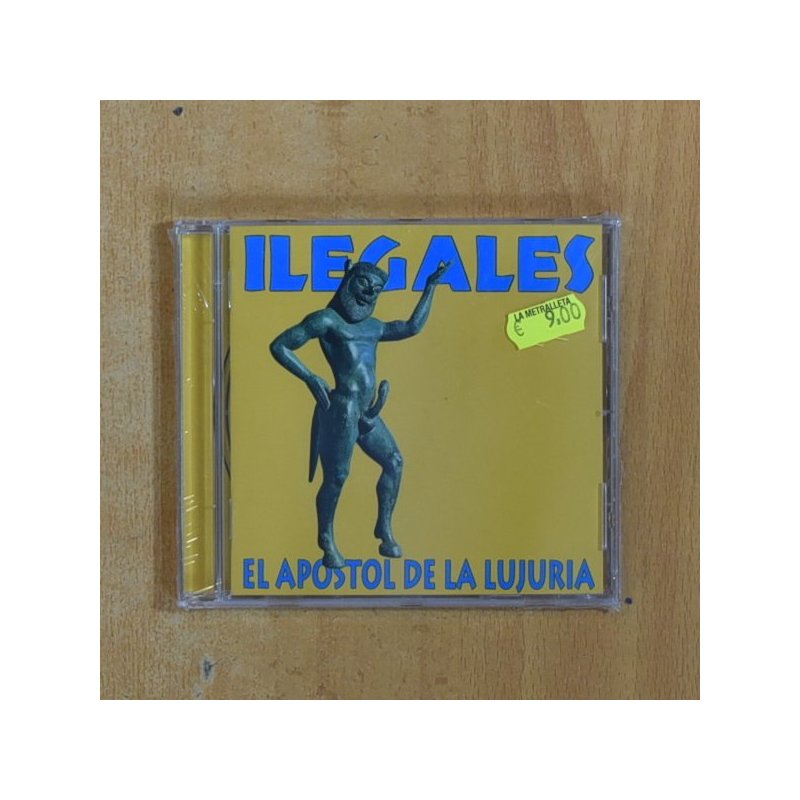 ILEGALES
LA METRALLETA
€ 9,00
EL APOSTOL DE LA LUJURIA